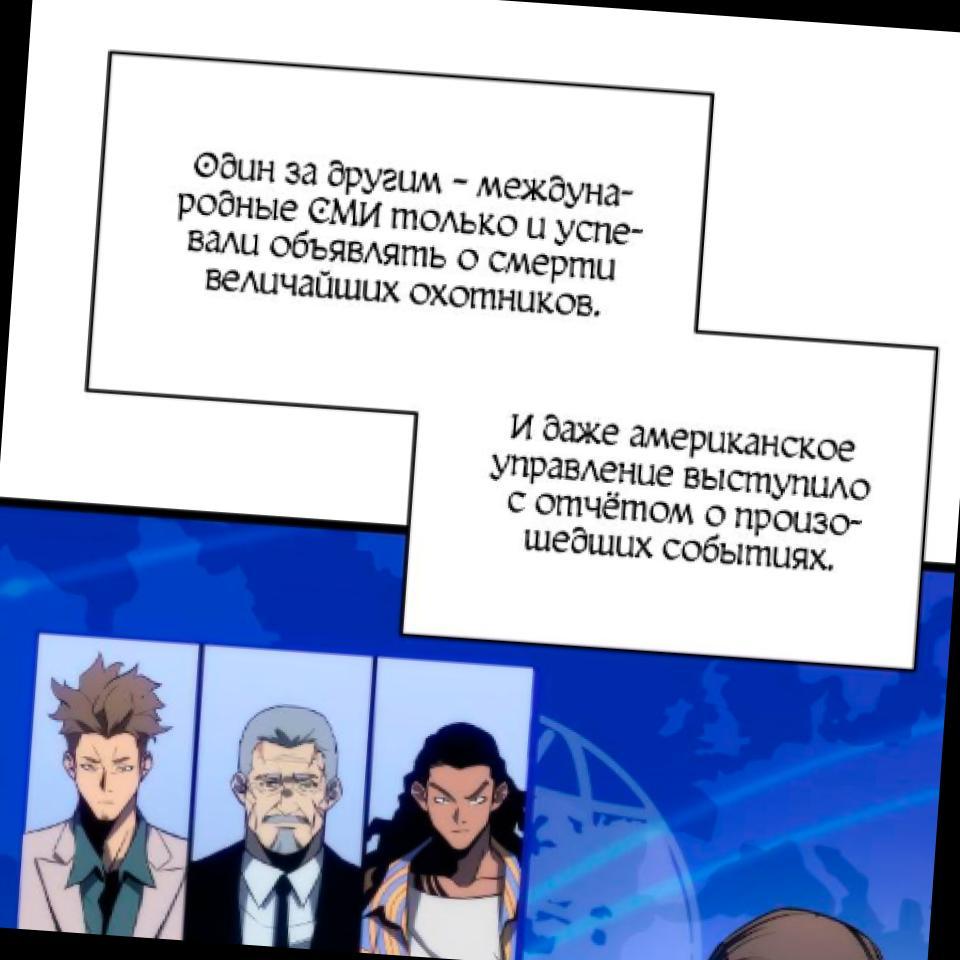 Один за другим - междуна-
родные СМИ только и успе-
вали объявлять о смерти
величайших охотников.
И даже американское
управление выступило
с отчётом о произо-
шедших событиях.